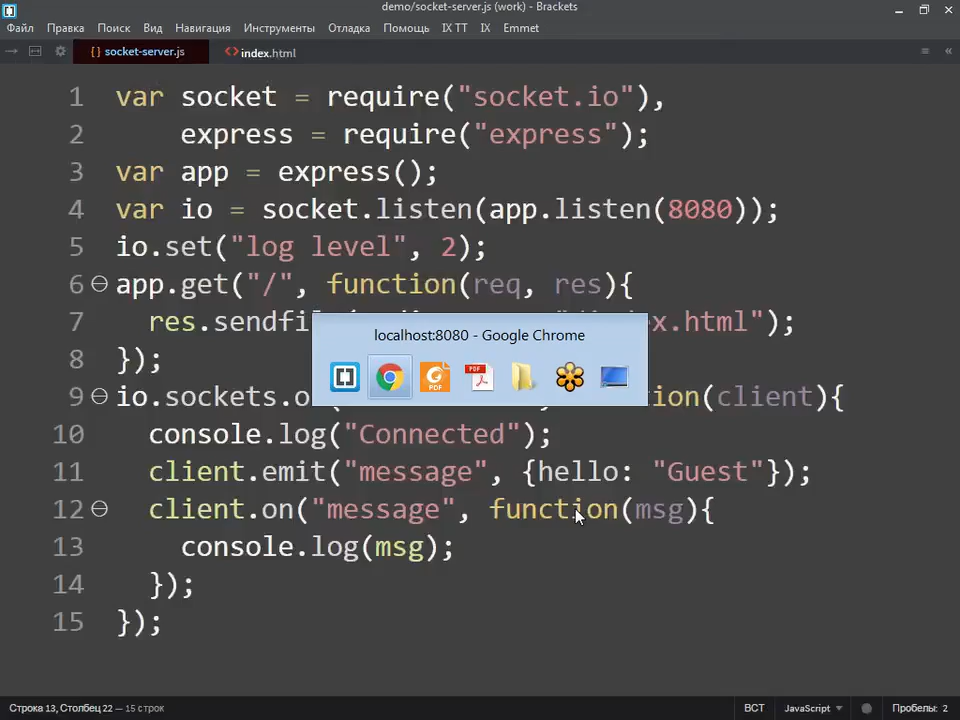 demo/socket-server.js (work) - Brackets
Файл Правка Поиск Вид Навигация Инструменты Отладка Помощь IX TT IX Emmet
{ } socket-server.js <> index.html
1 var socket = require("socket.io"),
2 express = require("express");
3 var app = express();
4 var io = socket.listen(app.listen(8080));
5 io.set("log level", 2);
6 app.get("/", function(req, res){
7 res.sendfi x.html");
localhost:8080 - Google Chrome
PDF PDF
8 });
9 io.sockets.o ion(client){
10 console.log("Connected");
11 client.emit("message", {hello: "Guest"});
12 client.on("message", function(msg){
13 console.log(msg);
14 });
15 });
Строка 13, Столбец 22 — 15 строк ВСТ JavaScript Пробелы: 2